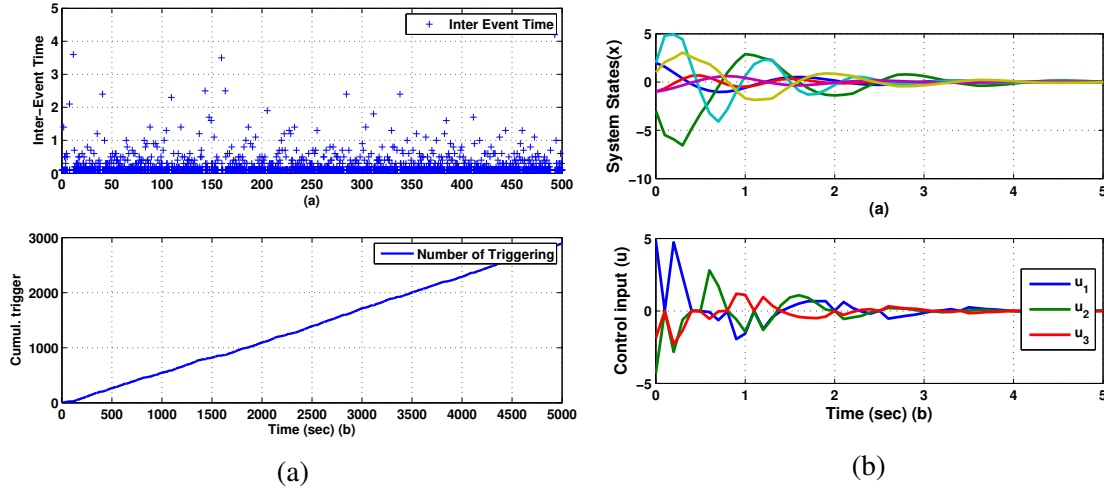 5
4
3
2
1
0
Inter-Event Time
Inter Event Time
0 50 100 150 200 250 300 350 400 450 500
(a)
3000
2000
1000
0
Cumul. trigger
Number of Triggering
0 500 1000 1500 2000 2500 3000 3500 4000 4500 5000
Time (sec) (b)
(a)
5
0
−5
−10
System States(x)
0 1 2 3 4 5
(a)
5
0
−5
Control input (u)
u1
u2
u3
0 1 2 3 4 5
Time (sec) (b)
(b)